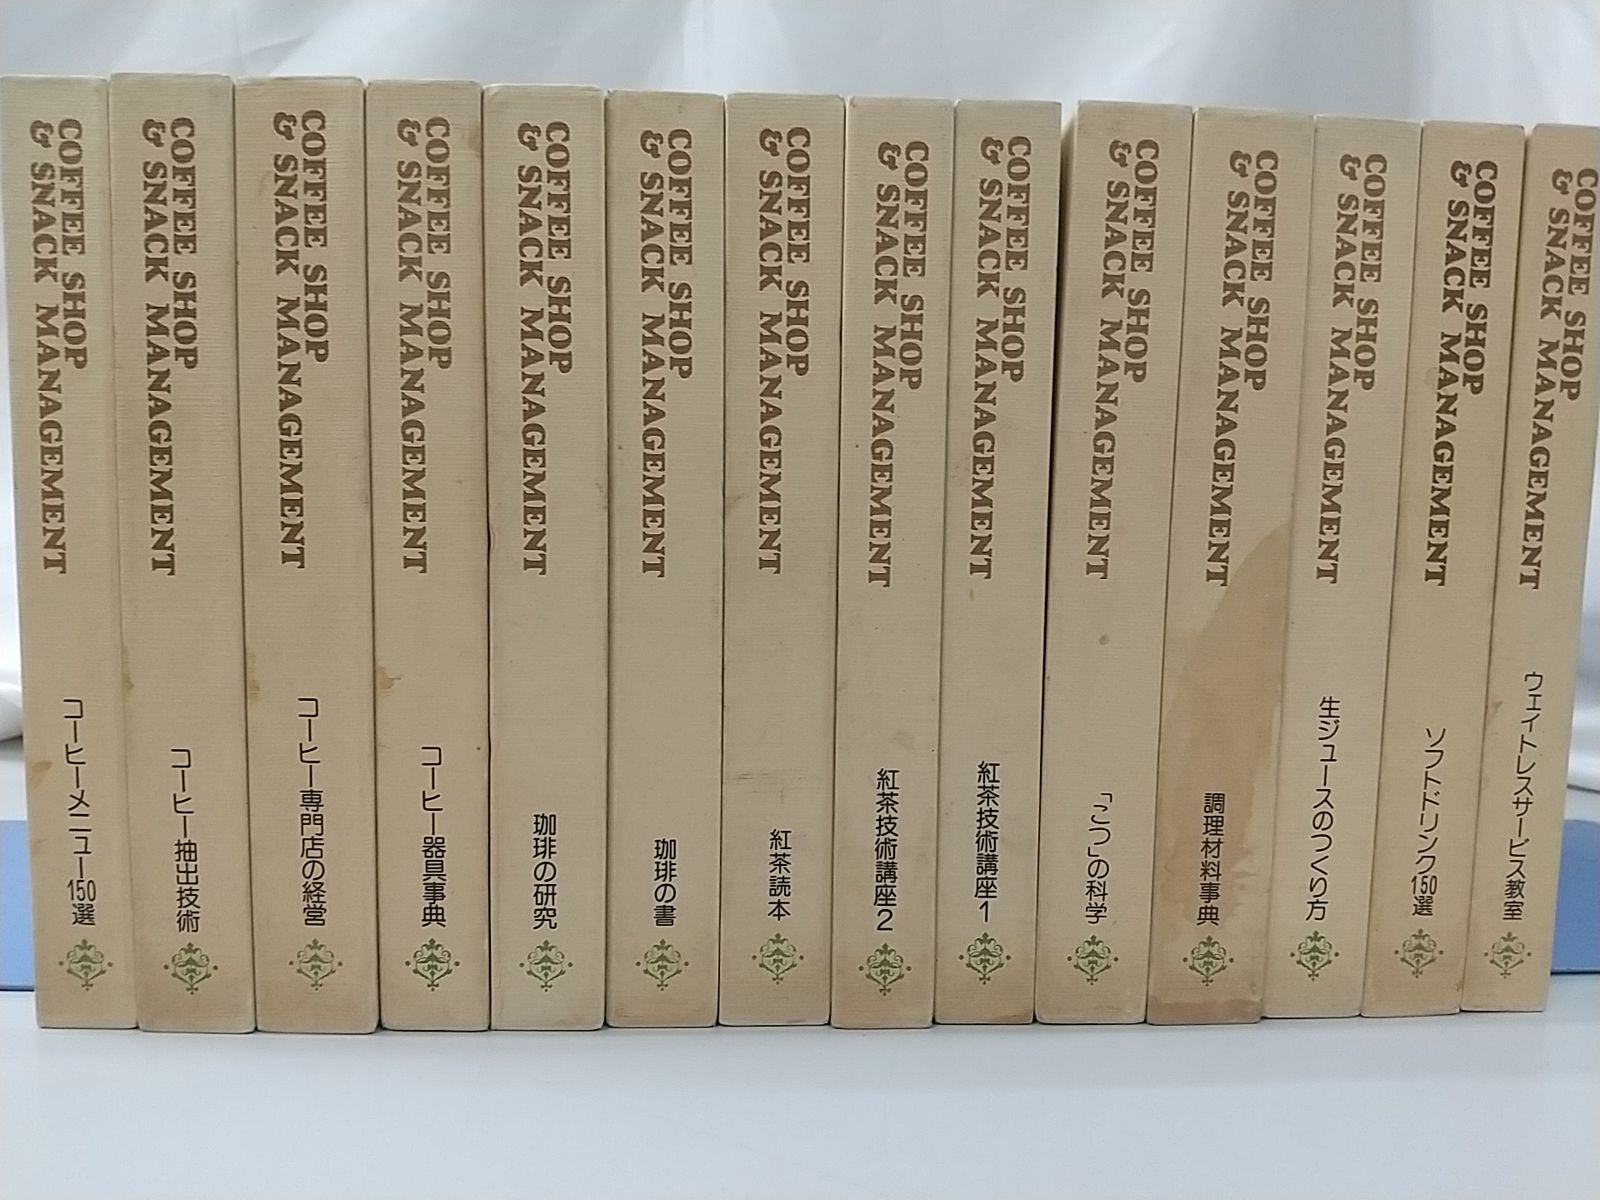 COFFEE SHOP
& SNACK MANAGEMENT
コーヒーメニュー150選
COFFEE SHOP
& SNACK MANAGEMENT
コーヒー抽出技術
COFFEE SHOP
& SNACK MANAGEMENT
コーヒー専門店の経営
COFFEE SHOP
& SNACK MANAGEMENT
コーヒー器具事典
COFFEE SHOP
& SNACK MANAGEMENT
珈琲の研究
COFFEE SHOP
& SNACK MANAGEMENT
珈琲の書
COFFEE SHOP
& SNACK MANAGEMENT
紅茶読本
COFFEE SHOP
& SNACK MANAGEMENT
紅茶技術講座2
COFFEE SHOP
& SNACK MANAGEMENT
紅茶技術講座1
COFFEE SHOP
& SNACK MANAGEMENT
「こつ」の科学
COFFEE SHOP
& SNACK MANAGEMENT
調理材料事典
COFFEE SHOP
& SNACK MANAGEMENT
生ジュースのつくり方
COFFEE SHOP
& SNACK MANAGEMENT
ソフトドリンク150選
COFFEE SHOP
& SNACK MANAGEMENT
ウェイトレスサービス教室